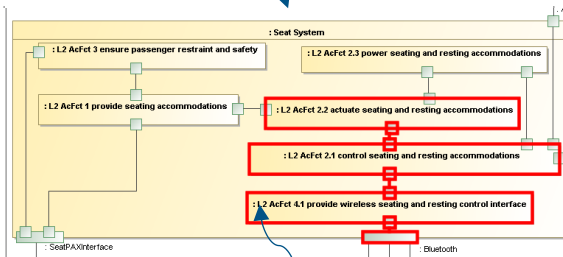 : Seat System
: L2 AcFct 3 ensure passenger restraint and safety
: L2 AcFct 2.3 power seating and resting accommodations
: L2 AcFct 1 provide seating accommodations
: L2 AcFct 2.2 actuate seating and resting accommodations
: L2 AcFct 2.1 control seating and resting accommodations
: L2 AcFct 4.1 provide wireless seating and resting control interface
: SeatPAXInterface
: Bluetooth